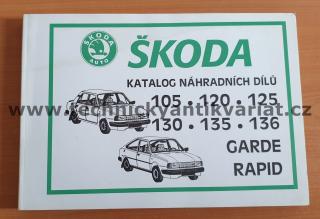 ŠKODA
AUTO
ŠKODA
KATALOG NÁHRADNÍCH DÍLŮ
105 • 120 • 125
www.technickyantikvariat.cz
130 • 135 • 136
GARDE
RAPID